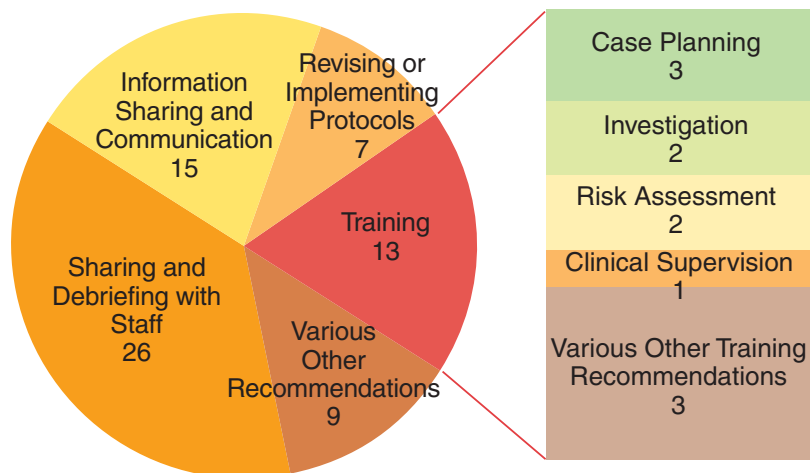 Information
Sharing and
Communication
15
Revising or
Implementing
Protocols
7
Training
13
Various
Other
Recommendations
9
Sharing and
Debriefing with
Staff
26
Case Planning
3
Investigation
2
Risk Assessment
2
Clinical Supervision
1
Various Other Training
Recommendations
3